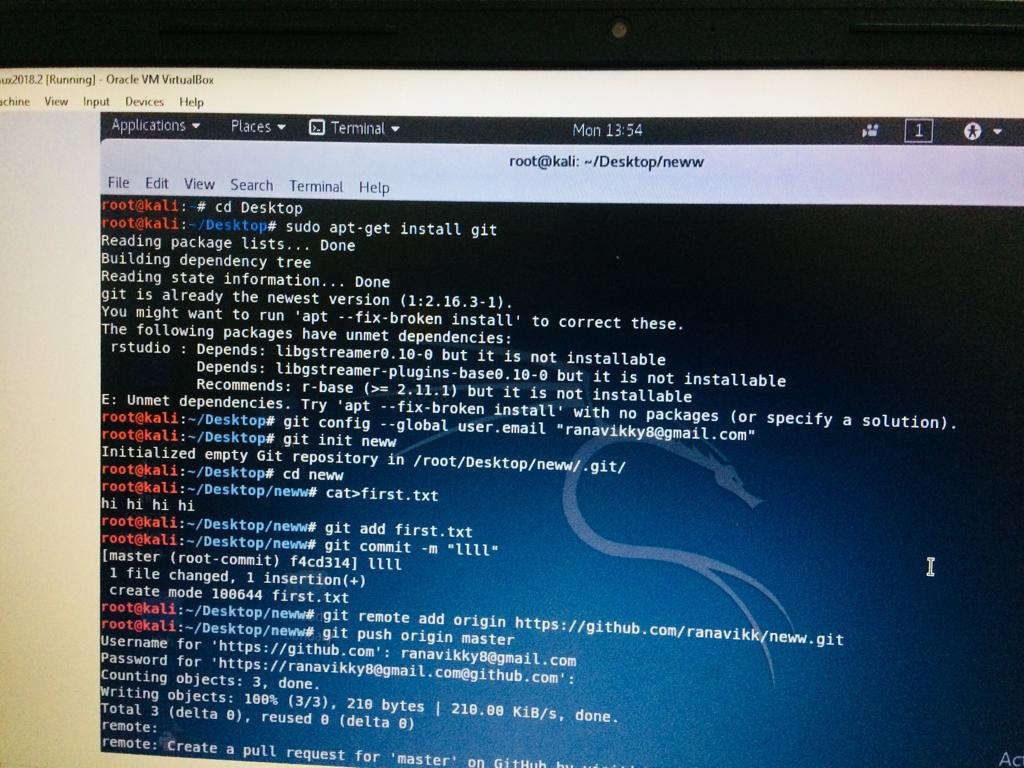 ux2018.2 [Running] - Oracle VM VirtualBox
achine View Input Devices Help
Applications Places Terminal Mon 13:54 1
root@kali: ~/Desktop/neww
File Edit View Search Terminal Help
root@kali:~# cd Desktop
root@kali:~/Desktop# sudo apt-get install git
Reading package lists... Done
Building dependency tree
Reading state information... Done
git is already the newest version (1:2.16.3-1).
You might want to run 'apt --fix-broken install' to correct these.
The following packages have unmet dependencies:
rstudio : Depends: libgstreamer0.10-0 but it is not installable
Depends: libgstreamer-plugins-base0.10-0 but it is not installable
Recommends: r-base (>= 2.11.1) but it is not installable
E: Unmet dependencies. Try 'apt --fix-broken install' with no packages (or specify a solution).
root@kali:~/Desktop# git config --global user.email "ranavikky8@gmail.com"
root@kali:~/Desktop# git init neww
Initialized empty Git repository in /root/Desktop/neww/.git/
root@kali:~/Desktop# cd neww
root@kali:~/Desktop/neww# cat>first.txt
hi hi hi hi
root@kali:~/Desktop/neww# git add first.txt
root@kali:~/Desktop/neww# git commit -m "llll"
[master (root-commit) f4cd314] llll
1 file changed, 1 insertion(+)
create mode 100644 first.txt
root@kali:~/Desktop/neww# git remote add origin https://github.com/ranavikk/neww.git
root@kali:~/Desktop/neww# git push origin master
Username for 'https://github.com': ranavikky8@gmail.com
Password for 'https://ranavikky8@gmail.com@github.com':
Counting objects: 3, done.
Writing objects: 100% (3/3), 210 bytes | 210.00 KiB/s, done.
Total 3 (delta 0), reused 0 (delta 0)
remote:
remote: Create a pull request for 'master' on GitHub by
Ac